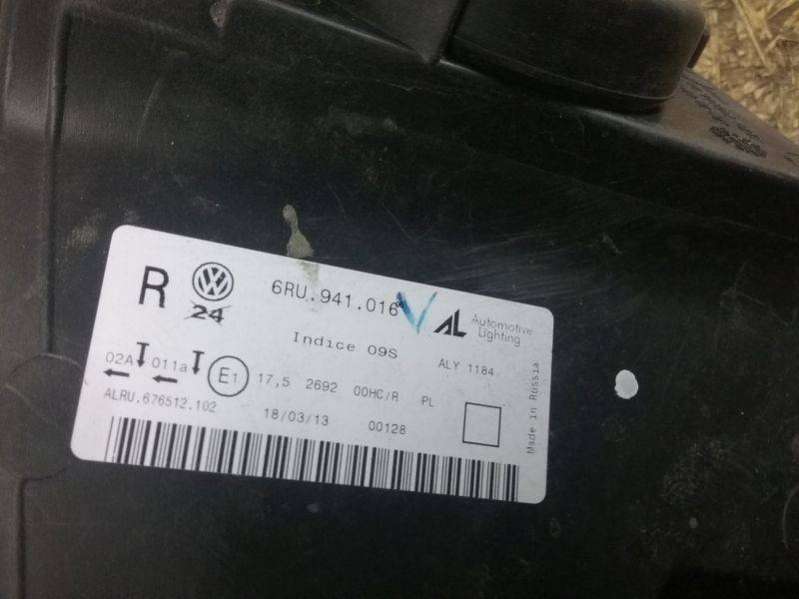 R 6RU.941.016
24
AL Automotive Lighting
Indice 09S
ALY 1184
02A 011a E1 17,5 2692 00HC/R PL
ALRU.676512.102 18/03/13 00128
Made in Russia